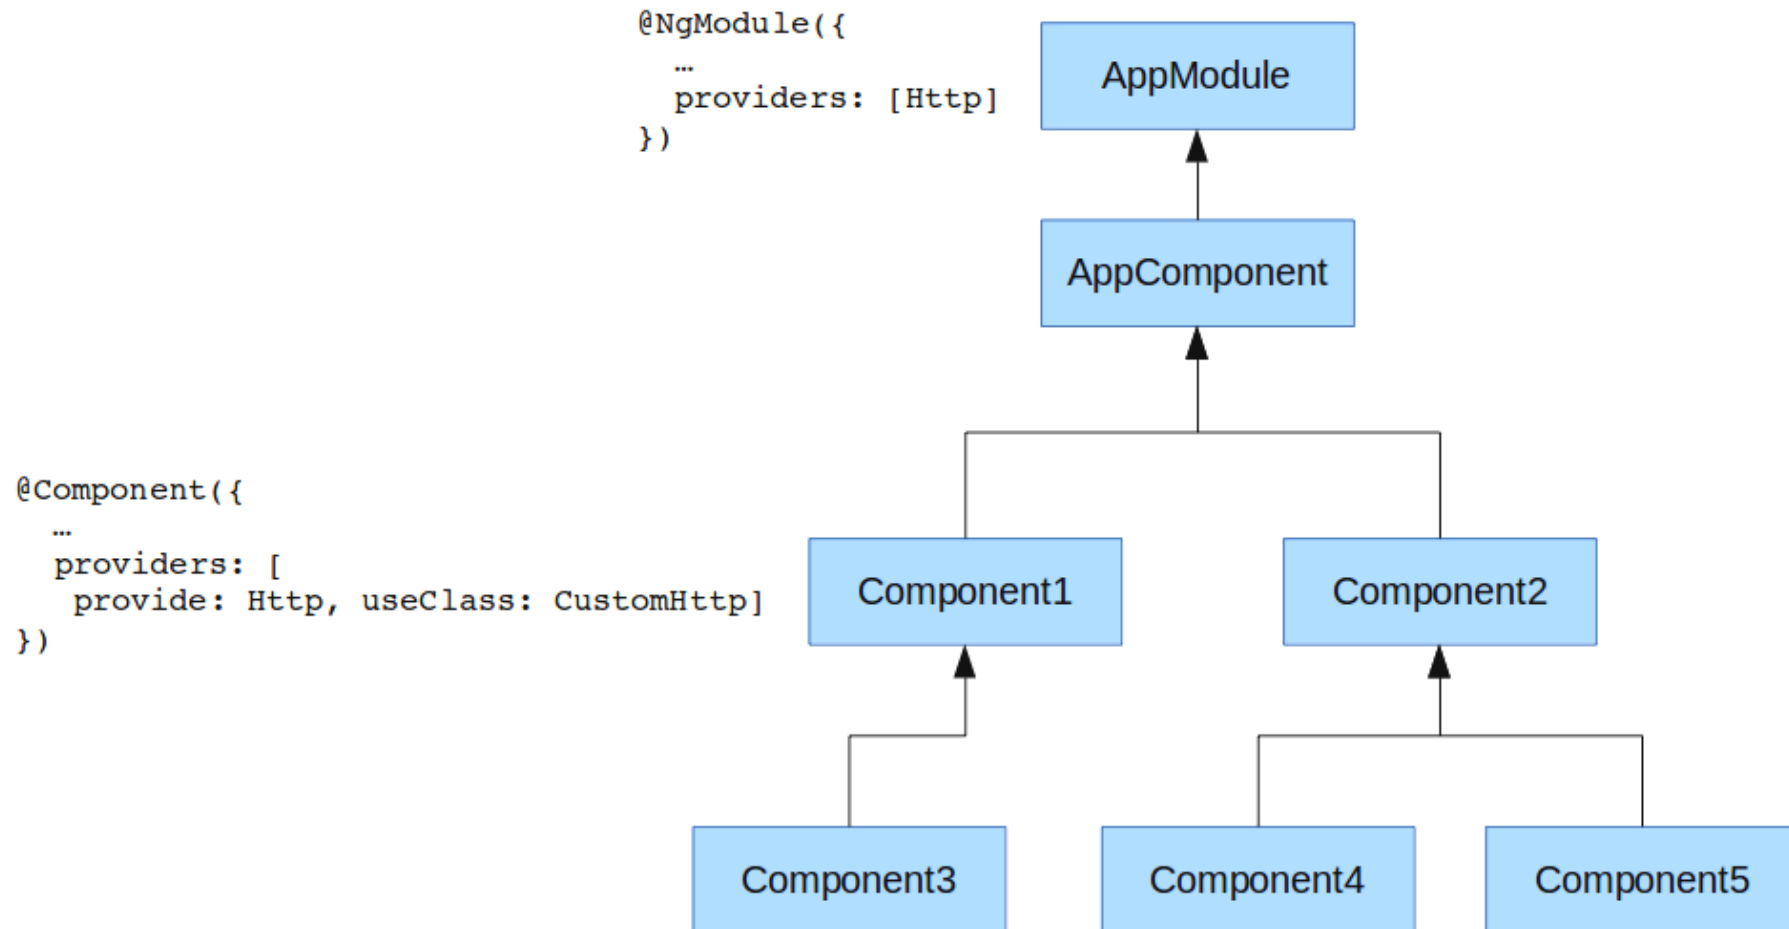 @NgModule({
…
providers: [Http]
})
AppModule
AppComponent
@Component({
…
providers: [
provide: Http, useClass: CustomHttp]
})
Component1
Component2
Component3
Component4
Component5